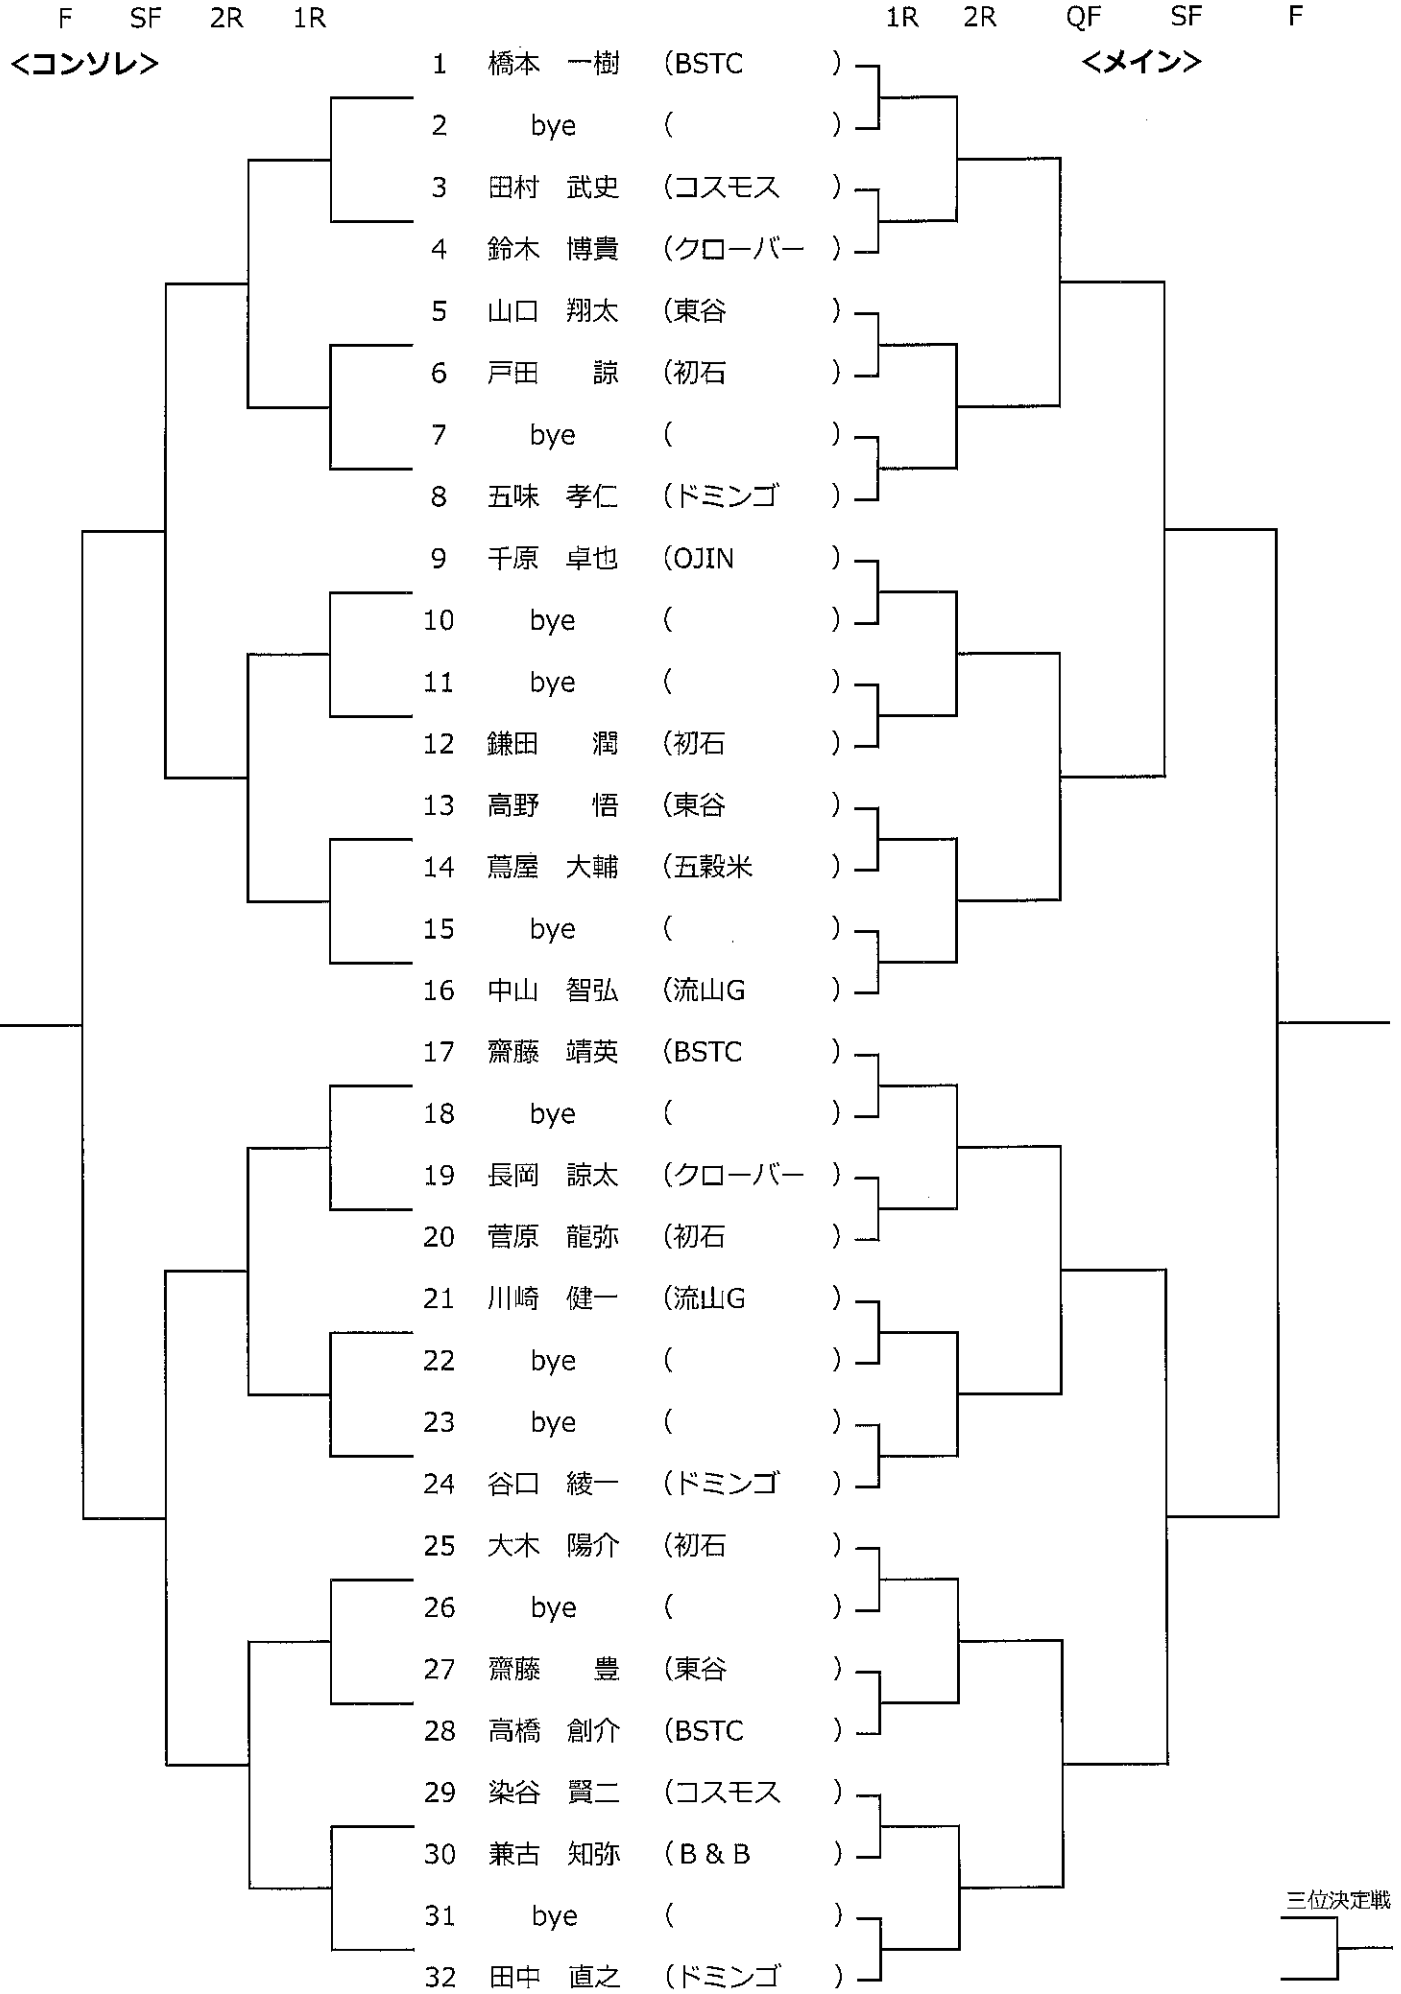 F SF 2R 1R 1R 2R QF SF F
<コンソレ> <メイン>
1 橋本 一樹 (BSTC )
2 bye ( )
3 田村 武史 (コスモス )
4 鈴木 博貴 (クローバー )
5 山口 翔太 (東谷 )
6 戸田 諒 (初石 )
7 bye ( )
8 五味 孝仁 (ドミンゴ )
9 千原 卓也 (OJIN )
10 bye ( )
11 bye ( )
12 鎌田 潤 (初石 )
13 高野 悟 (東谷 )
14 蔦屋 大輔 (五穀米 )
15 bye ( )
16 中山 智弘 (流山G )
17 齋藤 靖英 (BSTC )
18 bye ( )
19 長岡 諒太 (クローバー )
20 菅原 龍弥 (初石 )
21 川崎 健一 (流山G )
22 bye ( )
23 bye ( )
24 谷口 綾一 (ドミンゴ )
25 大木 陽介 (初石 )
26 bye ( )
27 齋藤 豊 (東谷 )
28 高橋 創介 (BSTC )
29 染谷 賢二 (コスモス )
30 兼古 知弥 (B & B )
31 bye ( )
32 田中 直之 (ドミンゴ )
三位決定戦